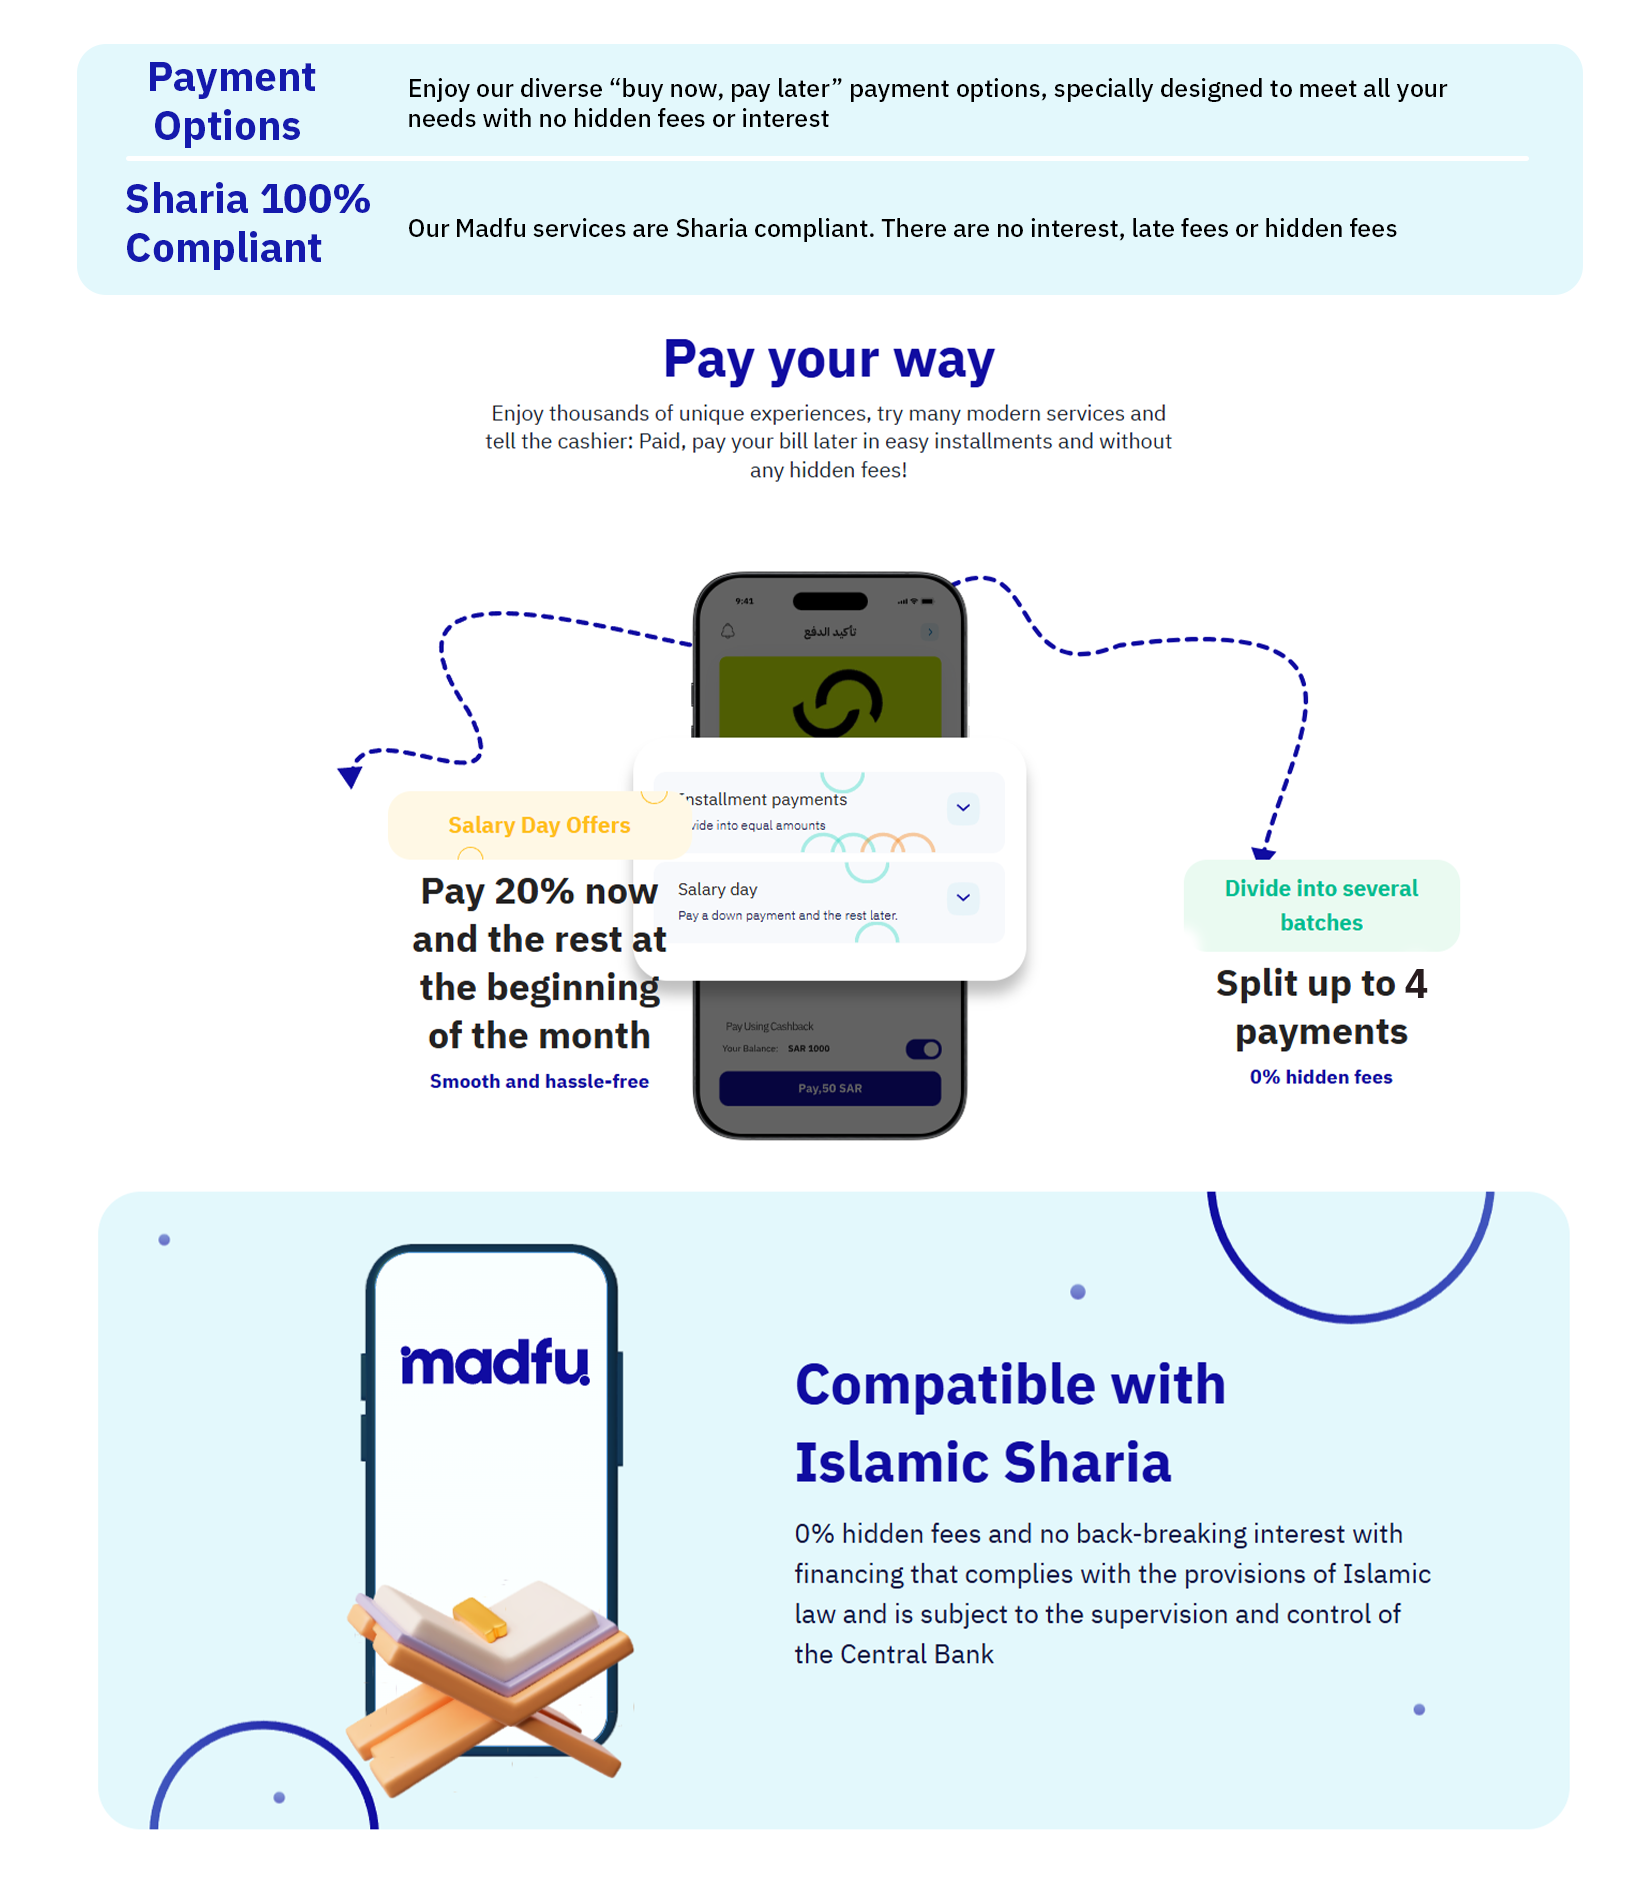 Payment
Options
Enjoy our diverse “buy now, pay later” payment options, specially designed to meet all your
needs with no hidden fees or interest
Sharia 100%
Compliant
Our Madfu services are Sharia compliant. There are no interest, late fees or hidden fees
Pay your way
Enjoy thousands of unique experiences, try many modern services and
tell the cashier: Paid, pay your bill later in easy installments and without
any hidden fees!
9:41
تأكيد الدفع
Installment payments
vide into equal amounts
Salary day
Pay a down payment and the rest later.
Pay Using Cashback
Your Balance: SAR 1000
Pay,50 SAR
Salary Day Offers
Pay 20% now
and the rest at
the beginning
of the month
Smooth and hassle-free
Divide into several
batches
Split up to 4
payments
0% hidden fees
madfu
Compatible with
Islamic Sharia
0% hidden fees and no back-breaking interest with
financing that complies with the provisions of Islamic
law and is subject to the supervision and control of
the Central Bank